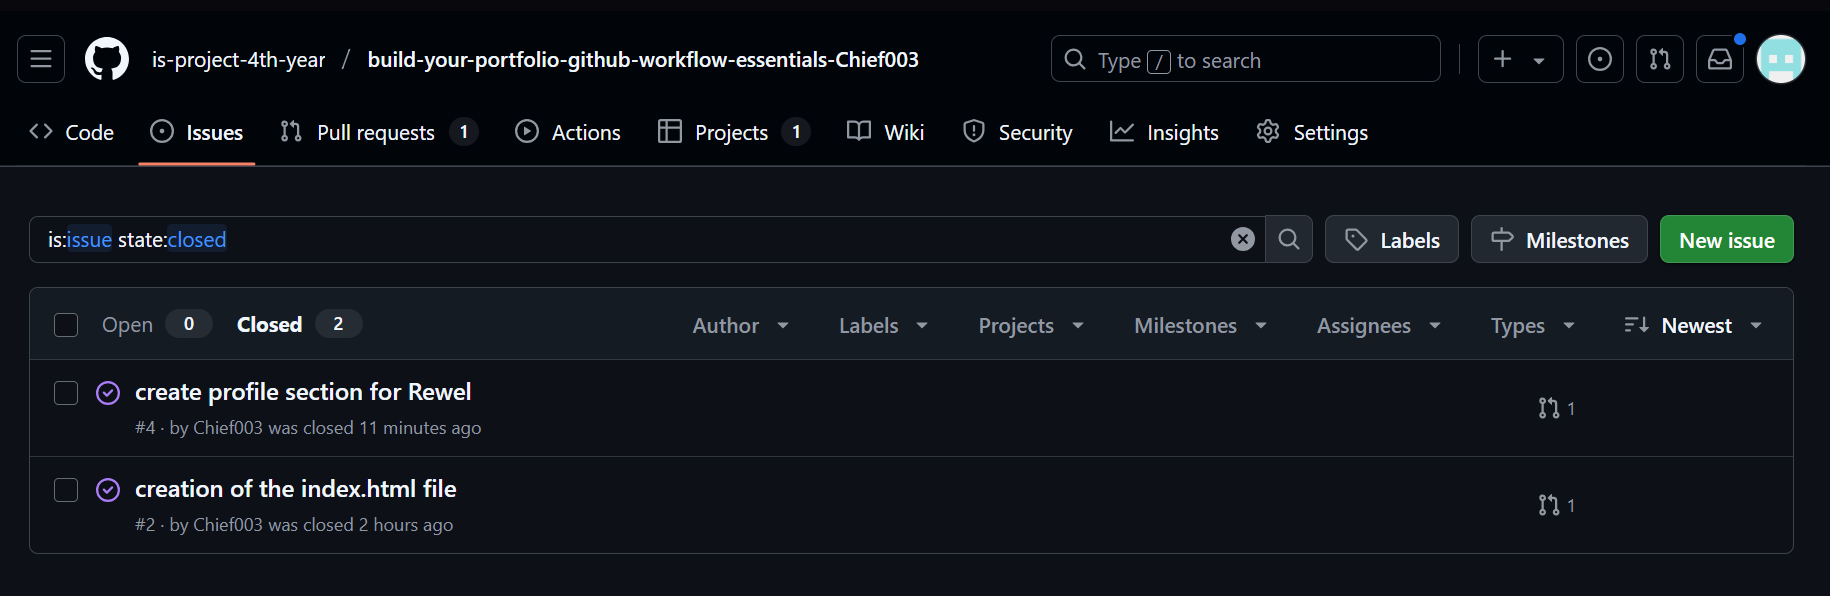 is-project-4th-year / build-your-portfolio-github-workflow-essentials-Chief003 Type / to search
Code Issues Pull requests 1 Actions Projects 1 Wiki Security Insights Settings
is:issue state:closed Labels Milestones New issue
Open 0 Closed 2 Author Labels Projects Milestones Assignees Types Newest
create profile section for Rewel
#4 · by Chief003 was closed 11 minutes ago 1
creation of the index.html file
#2 · by Chief003 was closed 2 hours ago 1